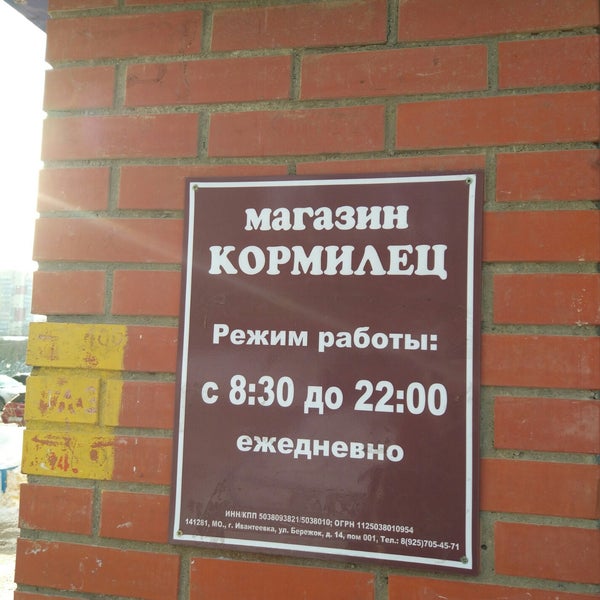 магазин
КОРМИЛЕЦ
Режим работы:
с 8:30 до 22:00
ежедневно
ИНН/КПП 5038093821/5038010; ОГРН 1125038010954
141281, МО., г. Ивантеевка, ул. Бережок, д. 14, пом 001, Тел.: 8(925)705-45-71